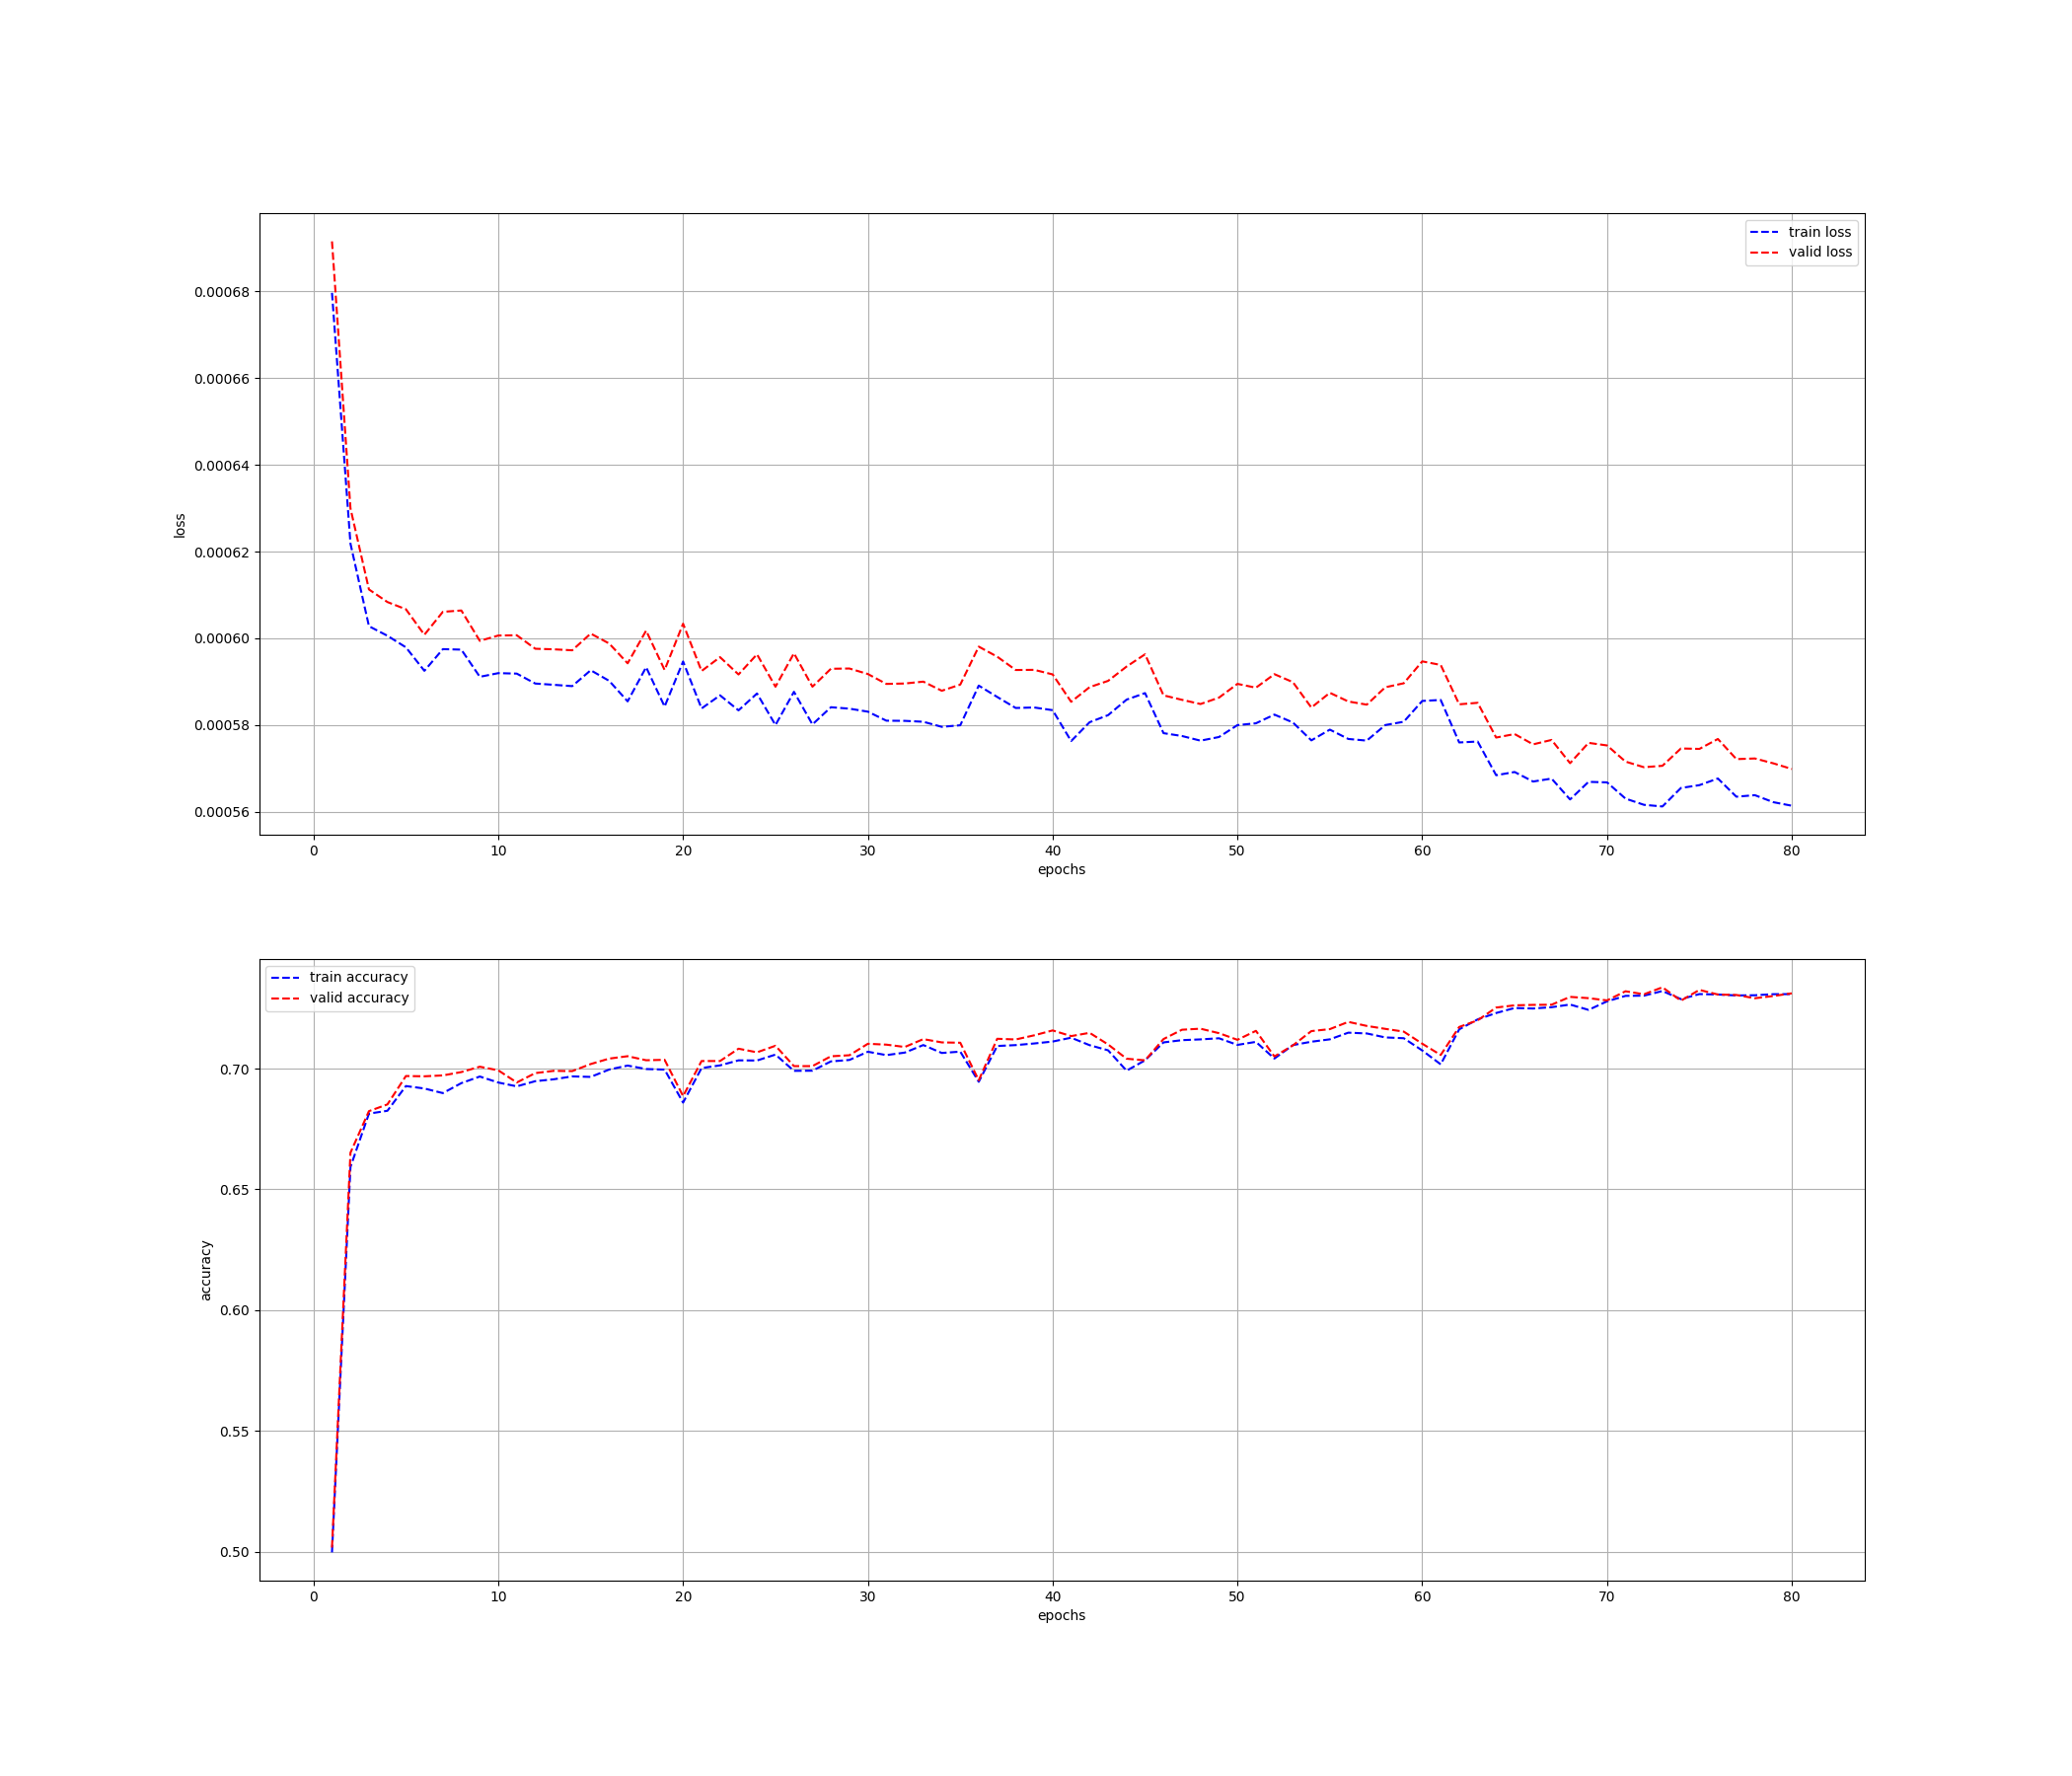 train loss
valid loss
0.00068
0.00066
0.00064
0.00062
0.00060
0.00058
0.00056
loss
0 10 20 30 40 50 60 70 80
epochs
train accuracy
valid accuracy
0.70
0.65
0.60
0.55
0.50
accuracy
0 10 20 30 40 50 60 70 80
epochs